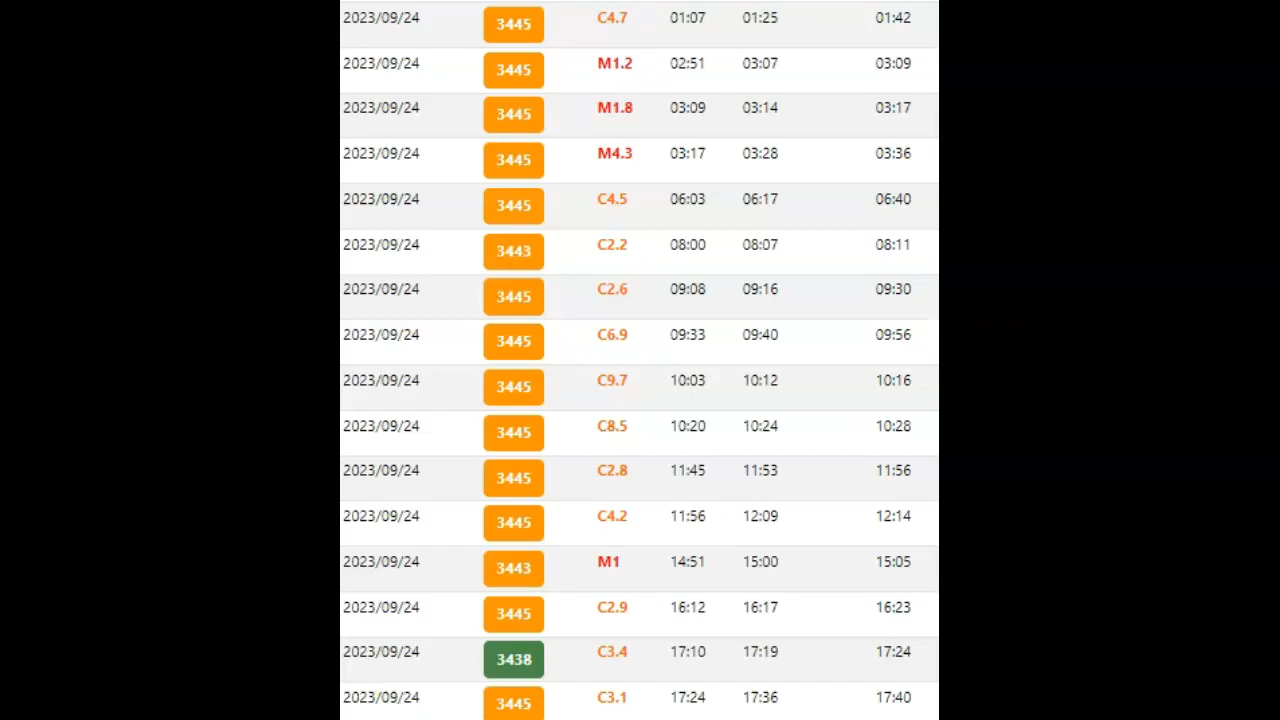 2023/09/24 3445 C4.7 01:07 01:25 01:42
2023/09/24 3445 M1.2 02:51 03:07 03:09
2023/09/24 3445 M1.8 03:09 03:14 03:17
2023/09/24 3445 M4.3 03:17 03:28 03:36
2023/09/24 3445 C4.5 06:03 06:17 06:40
2023/09/24 3443 C2.2 08:00 08:07 08:11
2023/09/24 3445 C2.6 09:08 09:16 09:30
2023/09/24 3445 C6.9 09:33 09:40 09:56
2023/09/24 3445 C9.7 10:03 10:12 10:16
2023/09/24 3445 C8.5 10:20 10:24 10:28
2023/09/24 3445 C2.8 11:45 11:53 11:56
2023/09/24 3445 C4.2 11:56 12:09 12:14
2023/09/24 3443 M1 14:51 15:00 15:05
2023/09/24 3445 C2.9 16:12 16:17 16:23
2023/09/24 3438 C3.4 17:10 17:19 17:24
2023/09/24 3445 C3.1 17:24 17:36 17:40